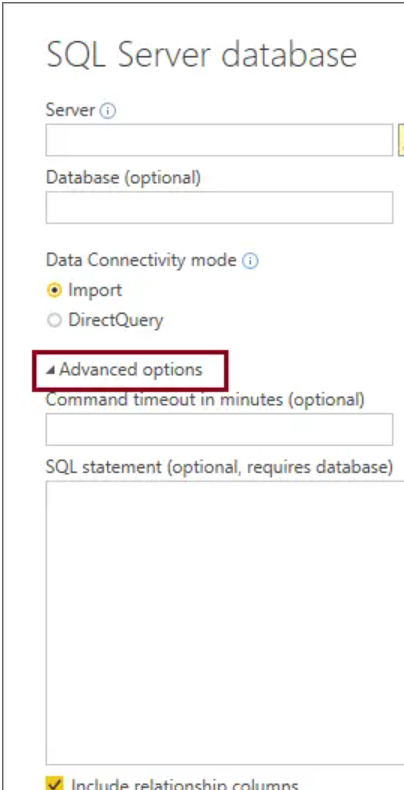 SQL Server database
Server
Database (optional)
Data Connectivity mode
Import
DirectQuery
Advanced options
Command timeout in minutes (optional)
SQL statement (optional, requires database)
Include relationship columns